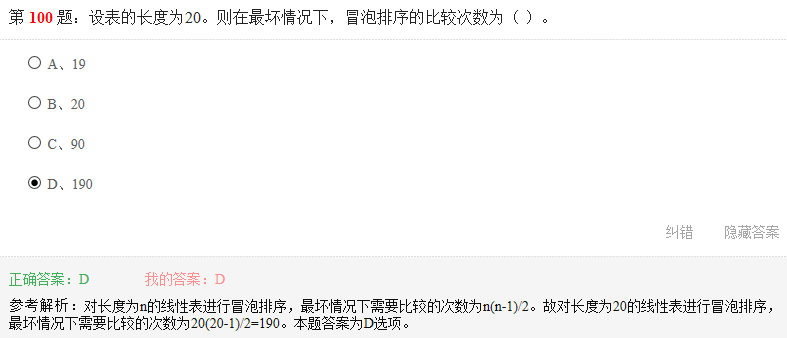 第 100 题：设表的长度为20。则在最坏情况下，冒泡排序的比较次数为（ ）。
A、19
B、20
C、90
D、190
纠错 隐藏答案
正确答案：D 我的答案：D
参考解析：对长度为n的线性表进行冒泡排序，最坏情况下需要比较的次数为n(n-1)/2。故对长度为20的线性表进行冒泡排序，
最坏情况下需要比较的次数为20(20-1)/2=190。本题答案为D选项。